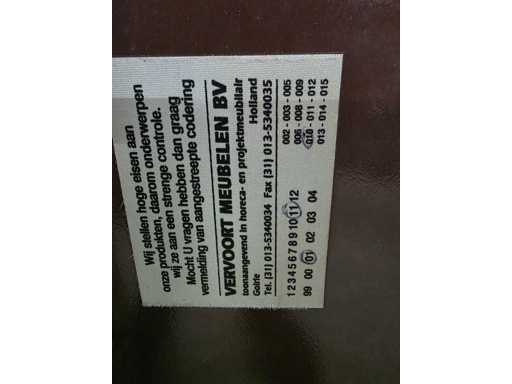 Wij stellen hoge eisen aan
onze produkten, daarom onderwerpen
wij ze aan een strenge controle.
Mocht U vragen hebben dan graag
vermelding van aangestreepte codering
VERVOORT MEUBELEN BV
toonaangevend in horeca- en projektmeubilair
Goirle Holland
Tel. (31) 013-5340034 Fax (31) 013-5340035
1 2 3 4 5 6 7 8 9 10 11 12 002 - 003 - 005
006 - 008 - 009
99 00 01 02 03 04 010 - 011 - 012
013 - 014 - 015